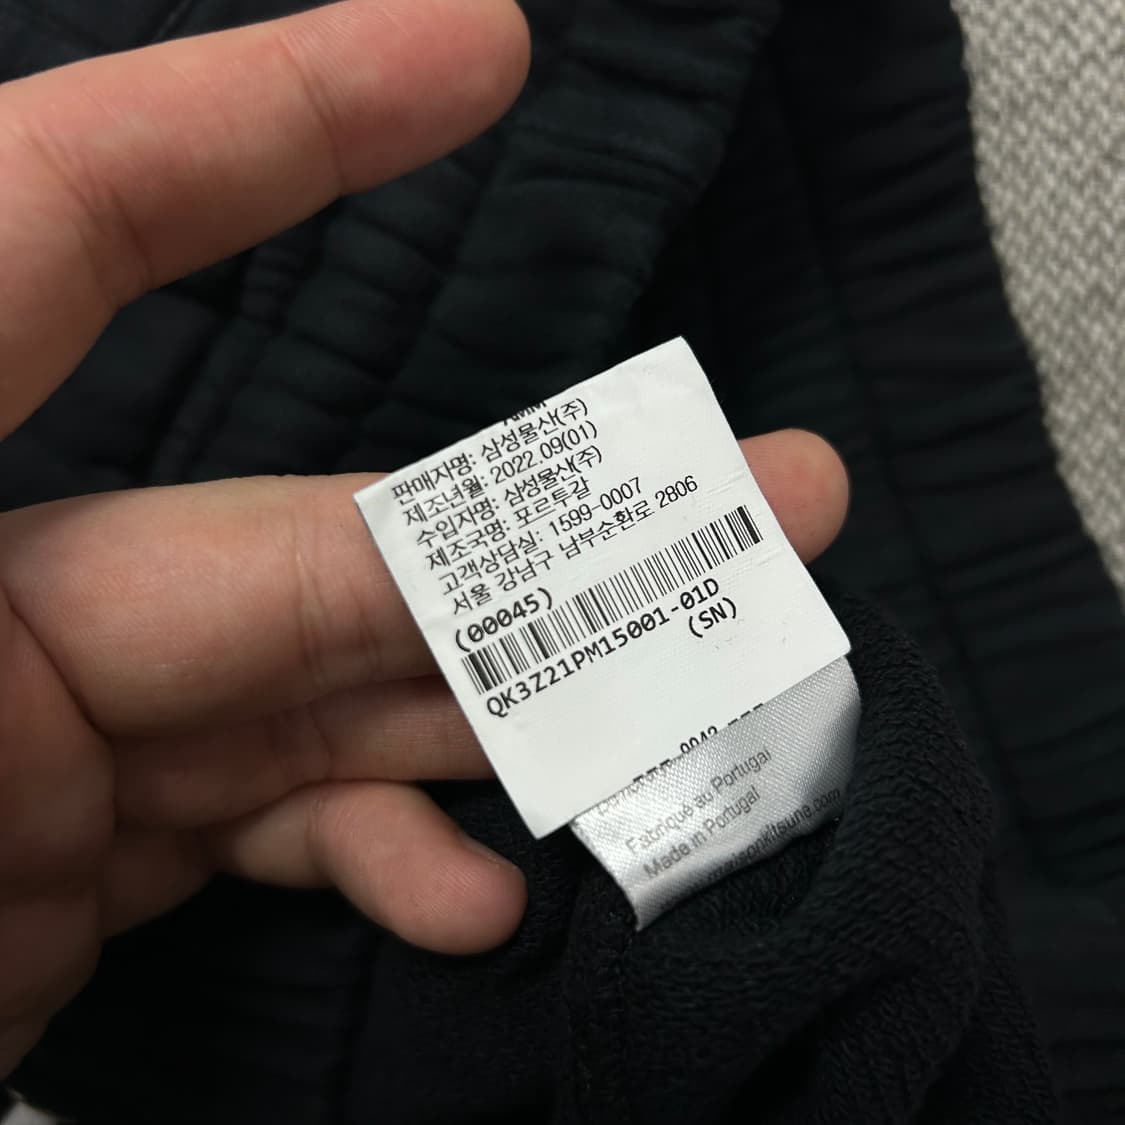 판매자명: 삼성물산(주)
제조년월: 2022.09(01)
수입자명: 삼성물산(주)
제조국명: 포르투갈
고객상담실: 1599-0007
서울 강남구 남부순환로 2806
(00045)
QK3Z21PM15001-01D
(SN)
Fabriqué au Portugal
Made in Portugal